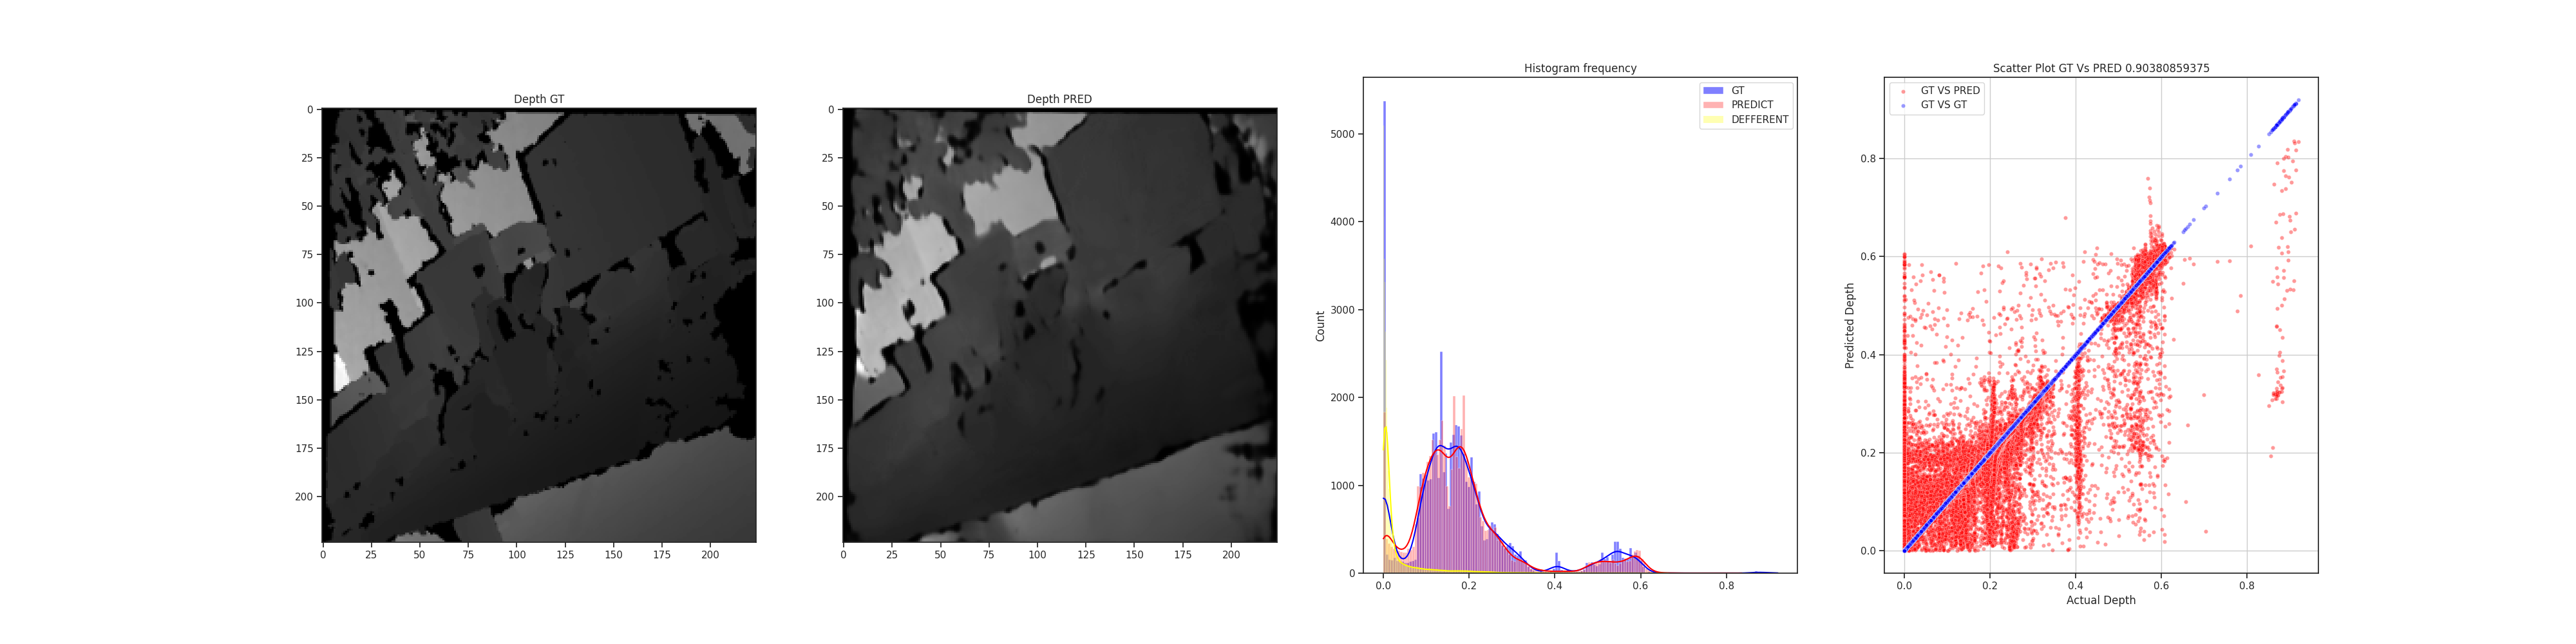 Depth GT
0
25
50
75
100
125
150
175
200
0 25 50 75 100 125 150 175 200
Depth PRED
0
25
50
75
100
125
150
175
200
0 25 50 75 100 125 150 175 200
Histogram frequency
GT
PREDICT
DEFFERENT
Count
5000
4000
3000
2000
1000
0
0.0 0.2 0.4 0.6 0.8
Scatter Plot GT Vs PRED 0.90380859375
GT VS PRED
GT VS GT
Predicted Depth
0.8
0.6
0.4
0.2
0.0
0.0 0.2 0.4 0.6 0.8
Actual Depth